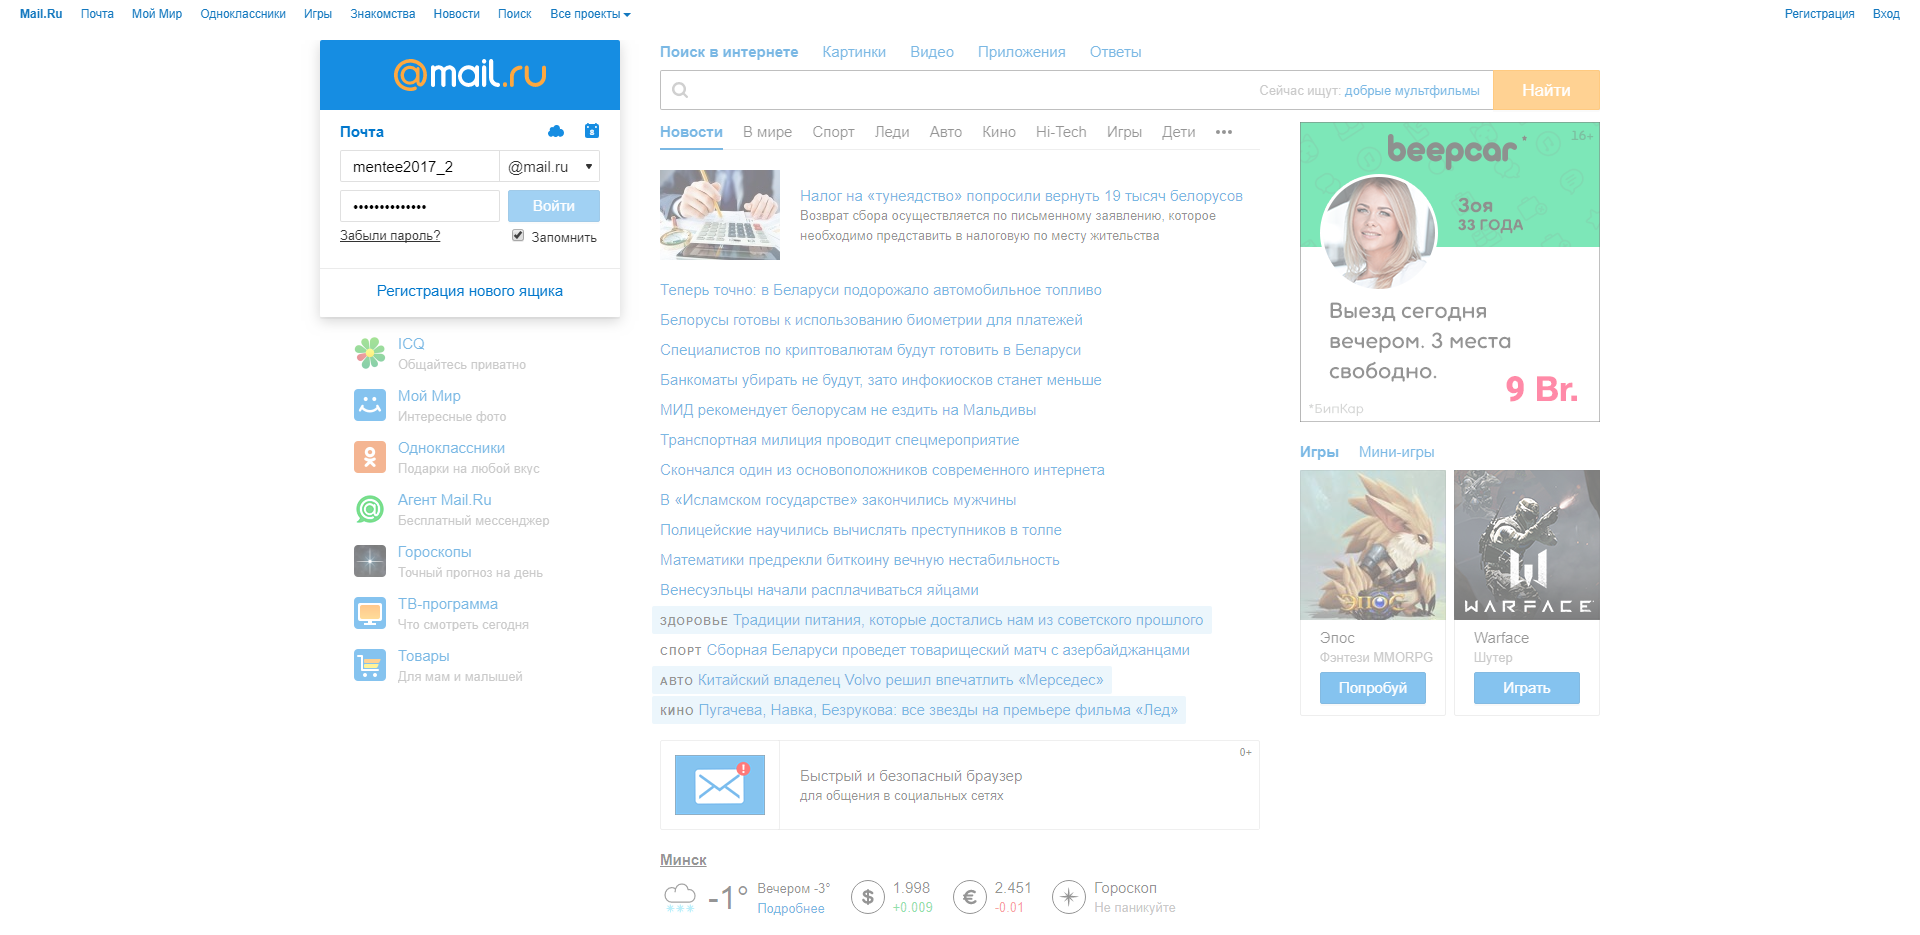 Mail.Ru Почта Мой Мир Одноклассники Игры Знакомства Новости Поиск Все проекты Регистрация Вход
@mail.ru
Почта
8
mentee2017_2 @mail.ru
•••••••••••••• Войти
Забыли пароль? Запомнить
Регистрация нового ящика
ICQ
Общайтесь приватно
Мой Мир
Интересные фото
Одноклассники
Подарки на любой вкус
Агент Mail.Ru
Бесплатный мессенджер
Гороскопы
Точный прогноз на день
ТВ-программа
Что смотреть сегодня
Товары
Для мам и малышей
Поиск в интернете Картинки Видео Приложения Ответы
Сейчас ищут: добрые мультфильмы Найти
Новости В мире Спорт Леди Авто Кино Hi-Tech Игры Дети •••
Налог на «тунеядство» попросили вернуть 19 тысяч белорусов
Возврат сбора осуществляется по письменному заявлению, которое
необходимо представить в налоговую по месту жительства
Теперь точно: в Беларуси подорожало автомобильное топливо
Белорусы готовы к использованию биометрии для платежей
Специалистов по криптовалютам будут готовить в Беларуси
Банкоматы убирать не будут, зато инфокиосков станет меньше
МИД рекомендует белорусам не ездить на Мальдивы
Транспортная милиция проводит спецмероприятие
Скончался один из основоположников современного интернета
В «Исламском государстве» закончились мужчины
Полицейские научились вычислять преступников в толпе
Математики предрекли биткоину вечную нестабильность
Венесуэльцы начали расплачиваться яйцами
ЗДОРОВЬЕ Традиции питания, которые достались нам из советского прошлого
СПОРТ Сборная Беларуси проведет товарищеский матч с азербайджанцами
АВТО Китайский владелец Volvo решил впечатлить «Мерседес»
КИНО Пугачева, Навка, Безрукова: все звезды на премьере фильма «Лед»
0+
Быстрый и безопасный браузер
для общения в социальных сетях
Минск
-1° Вечером -3°
Подробнее
$ 1.998
+0.009
€ 2.451
-0.01
Гороскоп
Не паникуйте
16+
beepcar*
Зоя
33 ГОДА
Выезд сегодня
вечером. 3 места
свободно.
9 Br.
*БипКар
Игры Мини-игры
ЭПОС
Эпос
Фэнтези MMORPG
Попробуй
WARFACE
Warface
Шутер
Играть